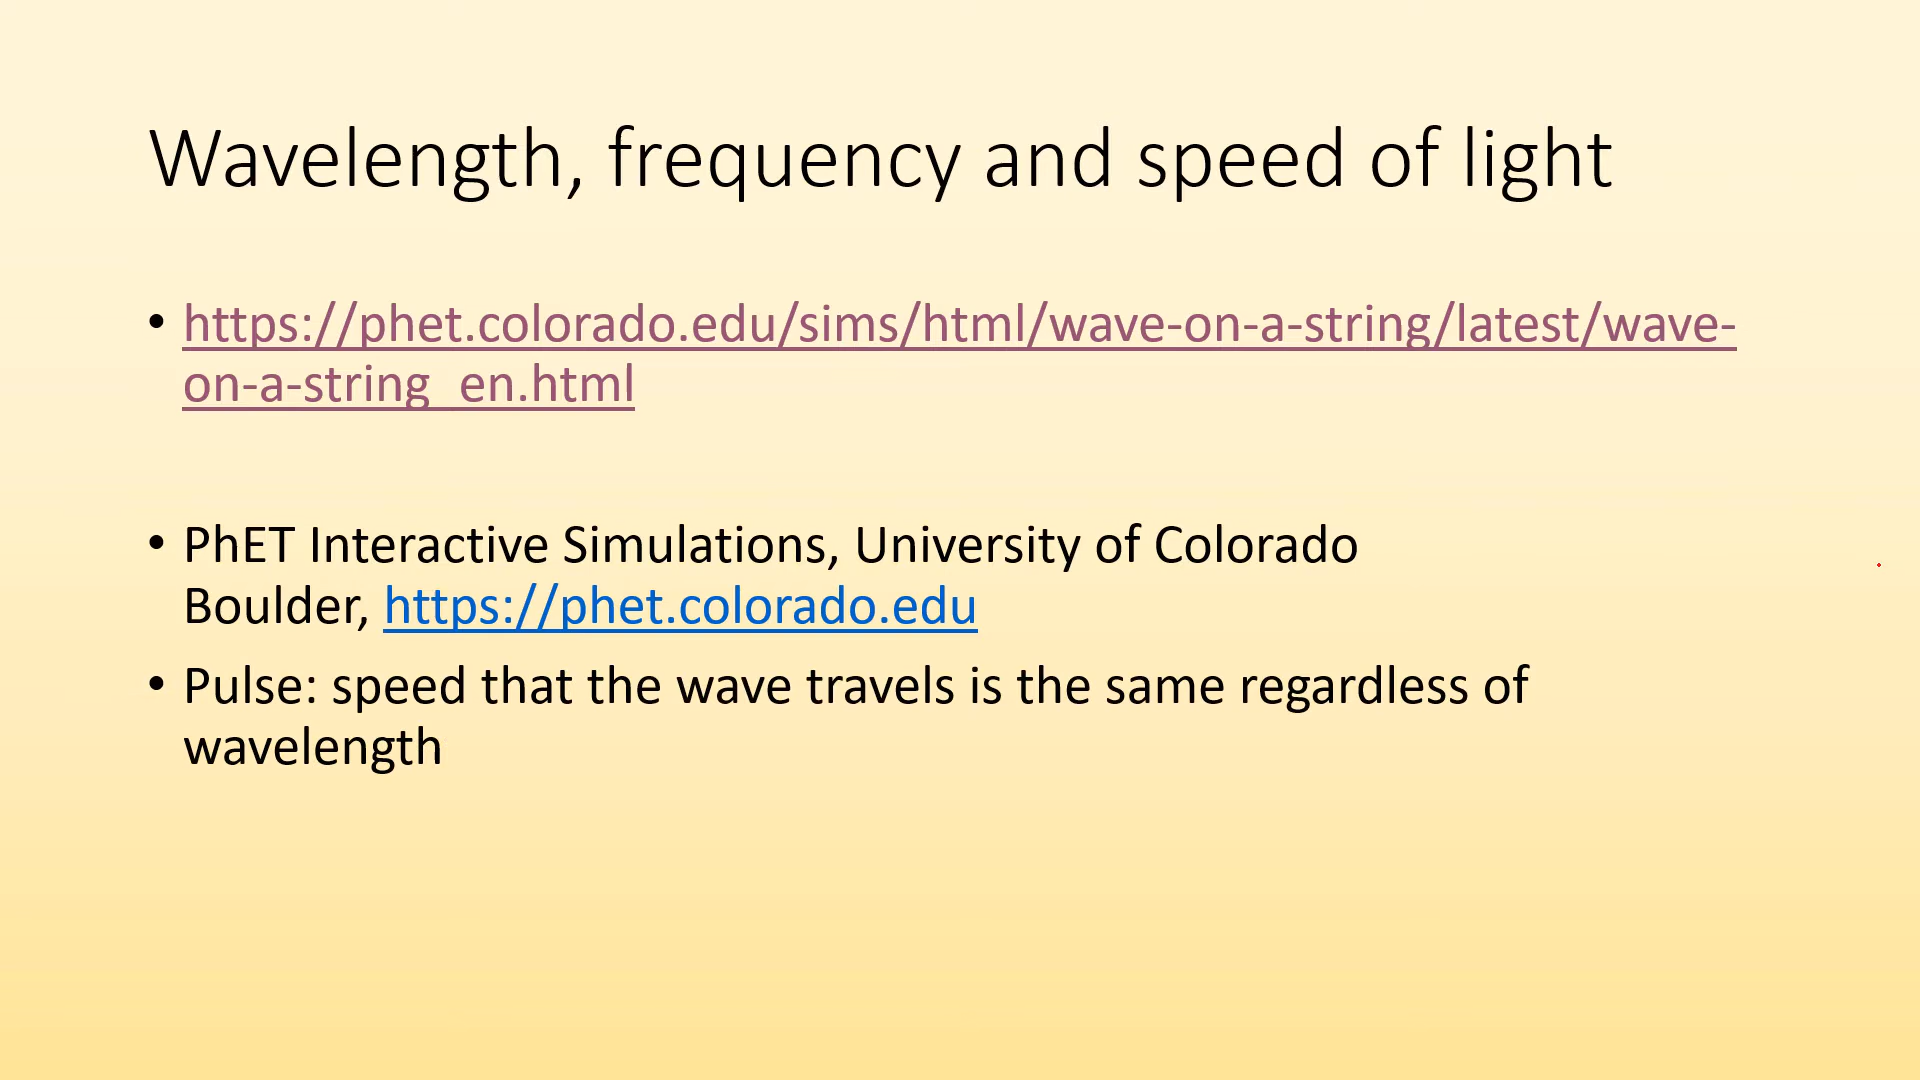 Wavelength, frequency and speed of light
• https://phet.colorado.edu/sims/html/wave-on-a-string/latest/wave-
on-a-string_en.html
• PhET Interactive Simulations, University of Colorado
Boulder, https://phet.colorado.edu
• Pulse: speed that the wave travels is the same regardless of
wavelength